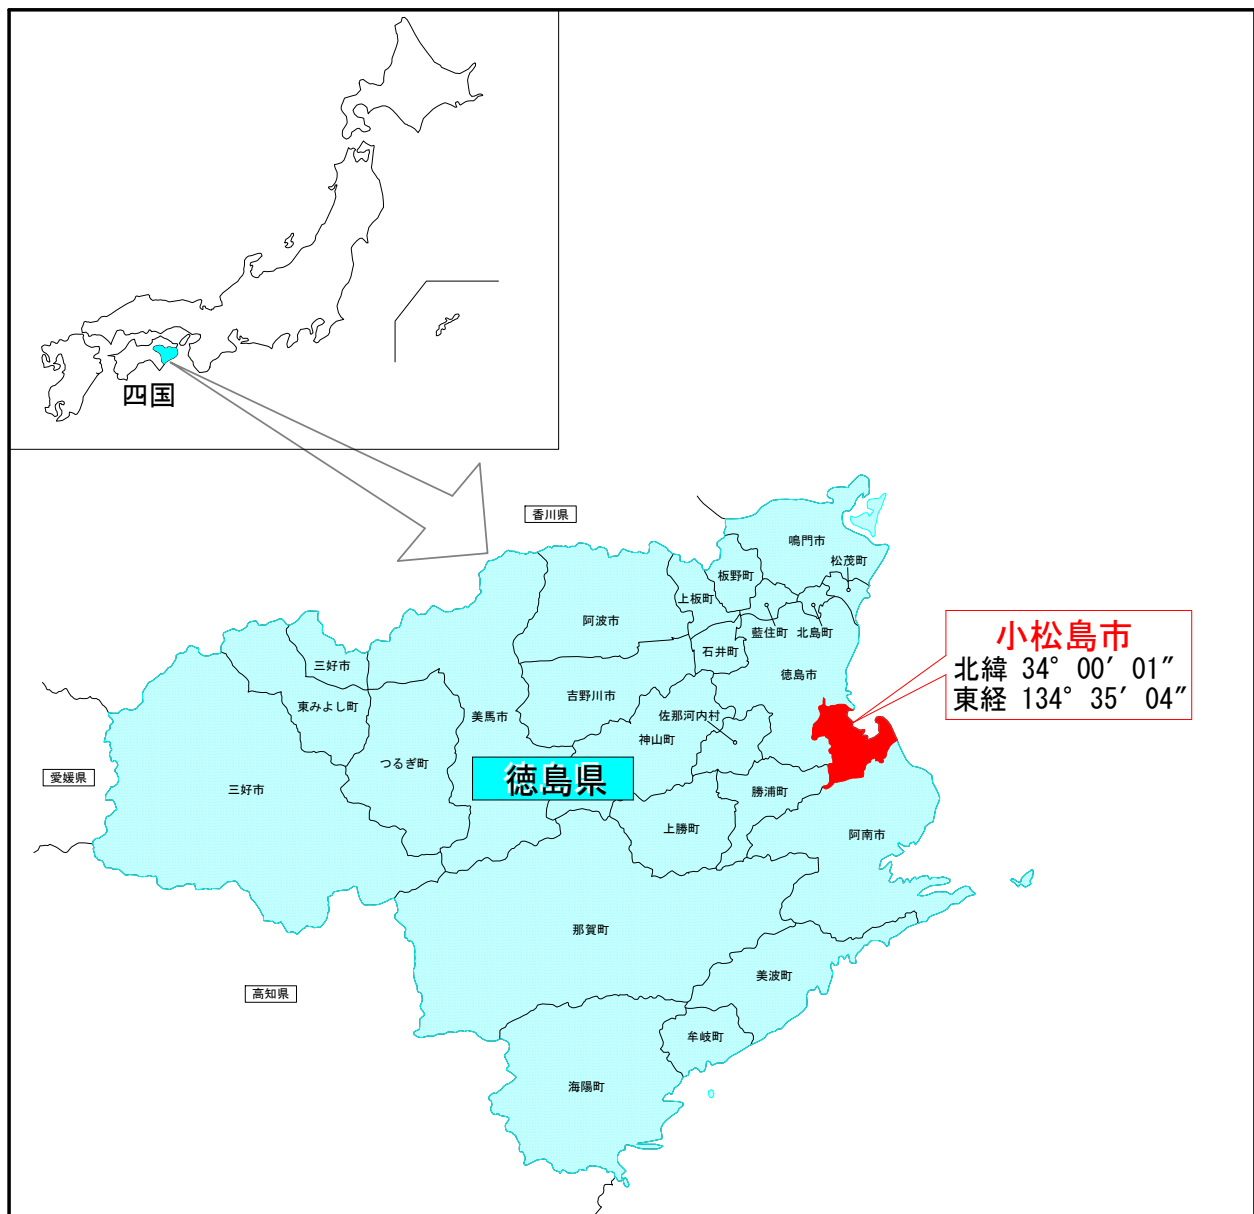 四国
香川県
鳴門市
松茂町
板野町
上板町
阿波市
藍住町
北島町
小松島市
北緯 34° 00′ 01″
東経 134° 35′ 04″
石井町
三好市
徳島市
吉野川市
東みよし町
美馬市
佐那河内村
神山町
つるぎ町
愛媛県
徳島県
三好市
勝浦町
上勝町
阿南市
那賀町
美波町
高知県
牟岐町
海陽町